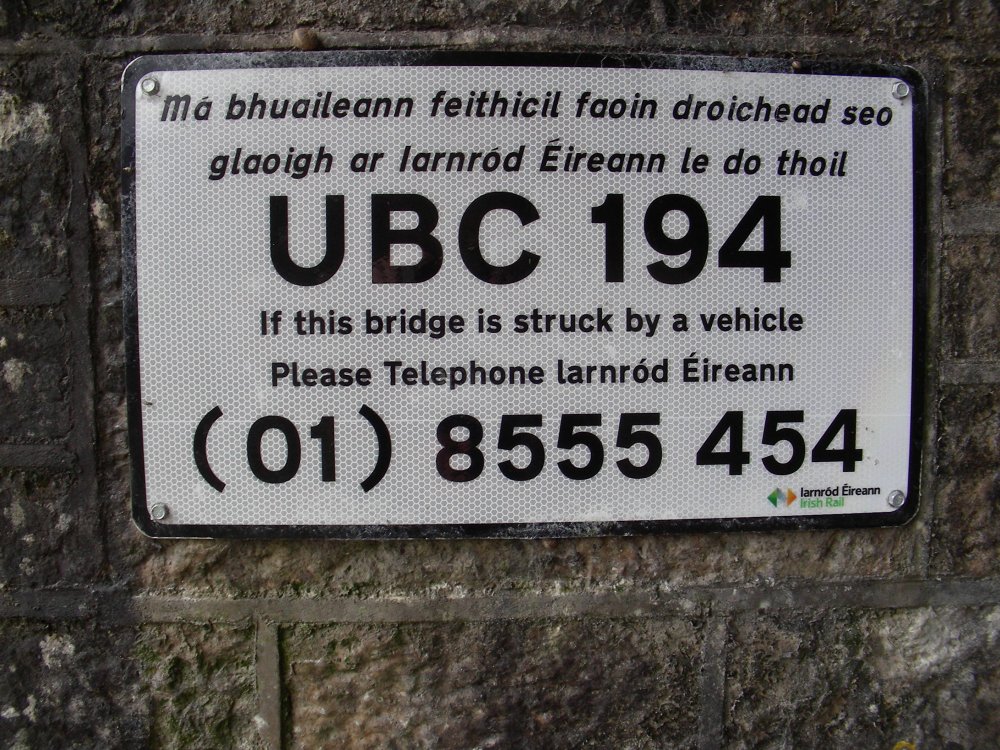 Má bhuaileann feithicil faoin droichead seo
glaoigh ar Iarnród Éireann le do thoil
UBC 194
If this bridge is struck by a vehicle
Please Telephone Iarnród Éireann
(01) 8555 454
Iarnród Éireann
Irish Rail